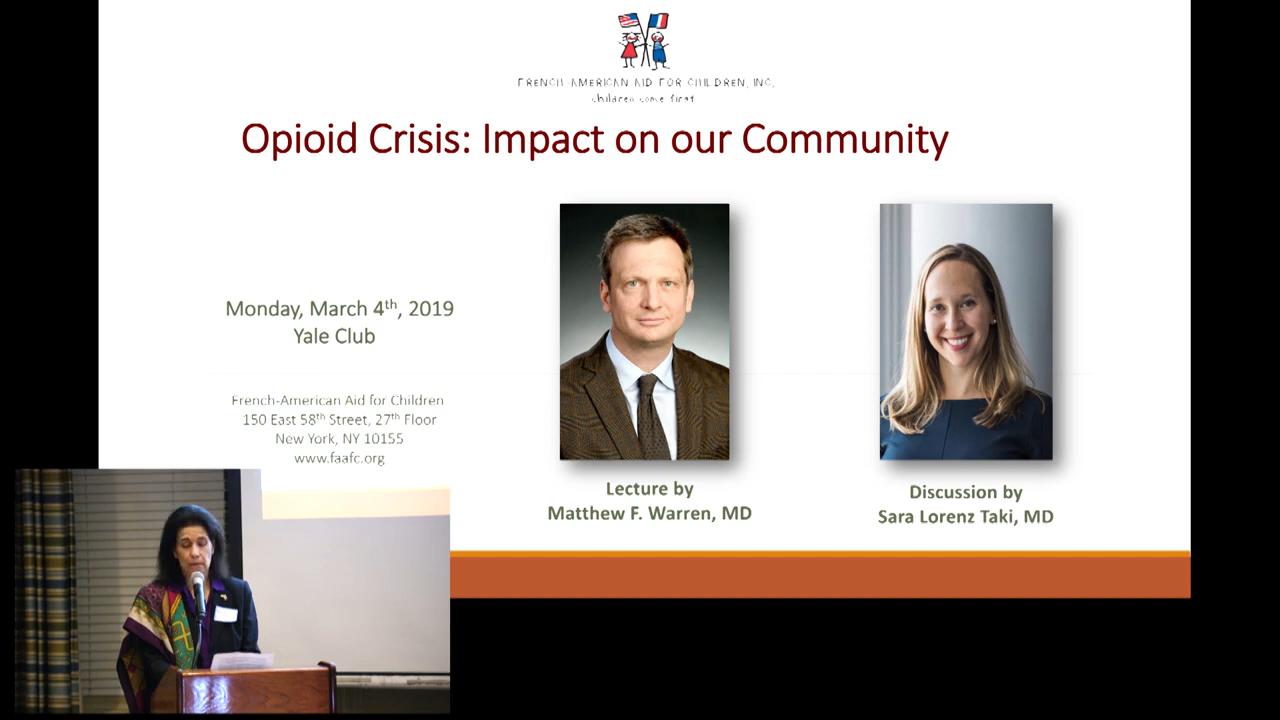 FRENCH-AMERICAN AID FOR CHILDREN, INC.
children come first
Opioid Crisis: Impact on our Community
Monday, March 4th, 2019
Yale Club
French-American Aid for Children
150 East 58th Street, 27th Floor
New York, NY 10155
www.faafc.org
Lecture by
Matthew F. Warren, MD
Discussion by
Sara Lorenz Taki, MD